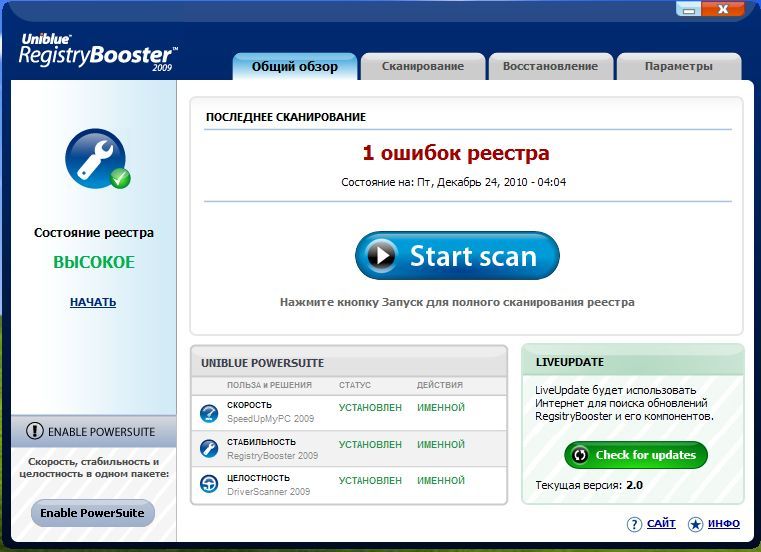 Uniblue®
RegistryBooster™
2009
Общий обзор
Сканирование
Восстановление
Параметры
Состояние реестра
ВЫСОКОЕ
НАЧАТЬ
ENABLE POWERSUITE
Скорость, стабильность и
целостность в одном пакете:
Enable PowerSuite
ПОСЛЕДНЕЕ СКАНИРОВАНИЕ
1 ошибок реестра
Состояние на: Пт, Декабрь 24, 2010 - 04:04
Start scan
Нажмите кнопку Запуск для полного сканирования реестра
UNIBLUE POWERSUITE
ПОЛЬЗА и РЕШЕНИЯ СТАТУС ДЕЙСТВИЯ
СКОРОСТЬ
SpeedUpMyPC 2009
УСТАНОВЛЕН ИМЕННОЙ
СТАБИЛЬНОСТЬ
RegistryBooster 2009
УСТАНОВЛЕН ИМЕННОЙ
ЦЕЛОСТНОСТЬ
DriverScanner 2009
УСТАНОВЛЕН ИМЕННОЙ
LIVEUPDATE
LiveUpdate будет использовать
Интернет для поиска обновлений
RegsitryBooster и его компонентов.
Check for updates
Текущая версия: 2.0
САЙТ
ИНФО